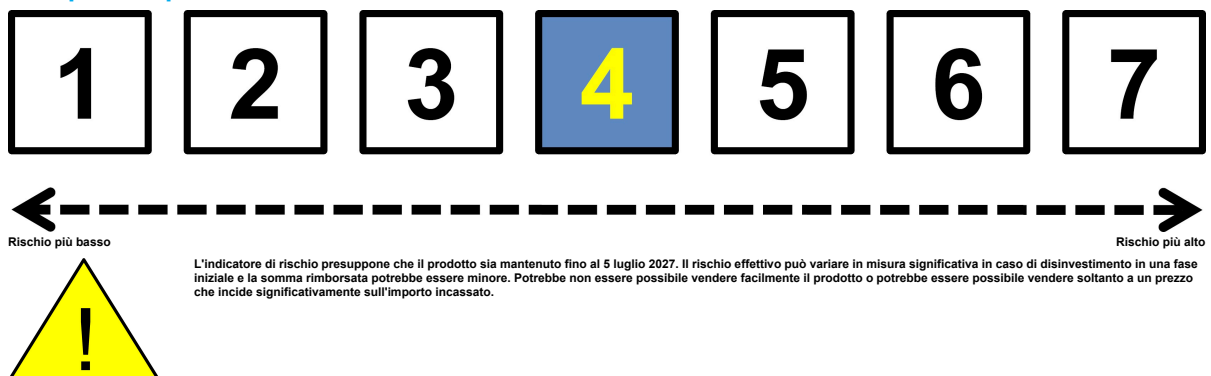 1 2 3 4 5 6 7
Rischio più basso Rischio più alto
L'indicatore di rischio presuppone che il prodotto sia mantenuto fino al 5 luglio 2027. Il rischio effettivo può variare in misura significativa in caso di disinvestimento in una fase
iniziale e la somma rimborsata potrebbe essere minore. Potrebbe non essere possibile vendere facilmente il prodotto o potrebbe essere possibile vendere soltanto a un prezzo
che incide significativamente sull'importo incassato.
!